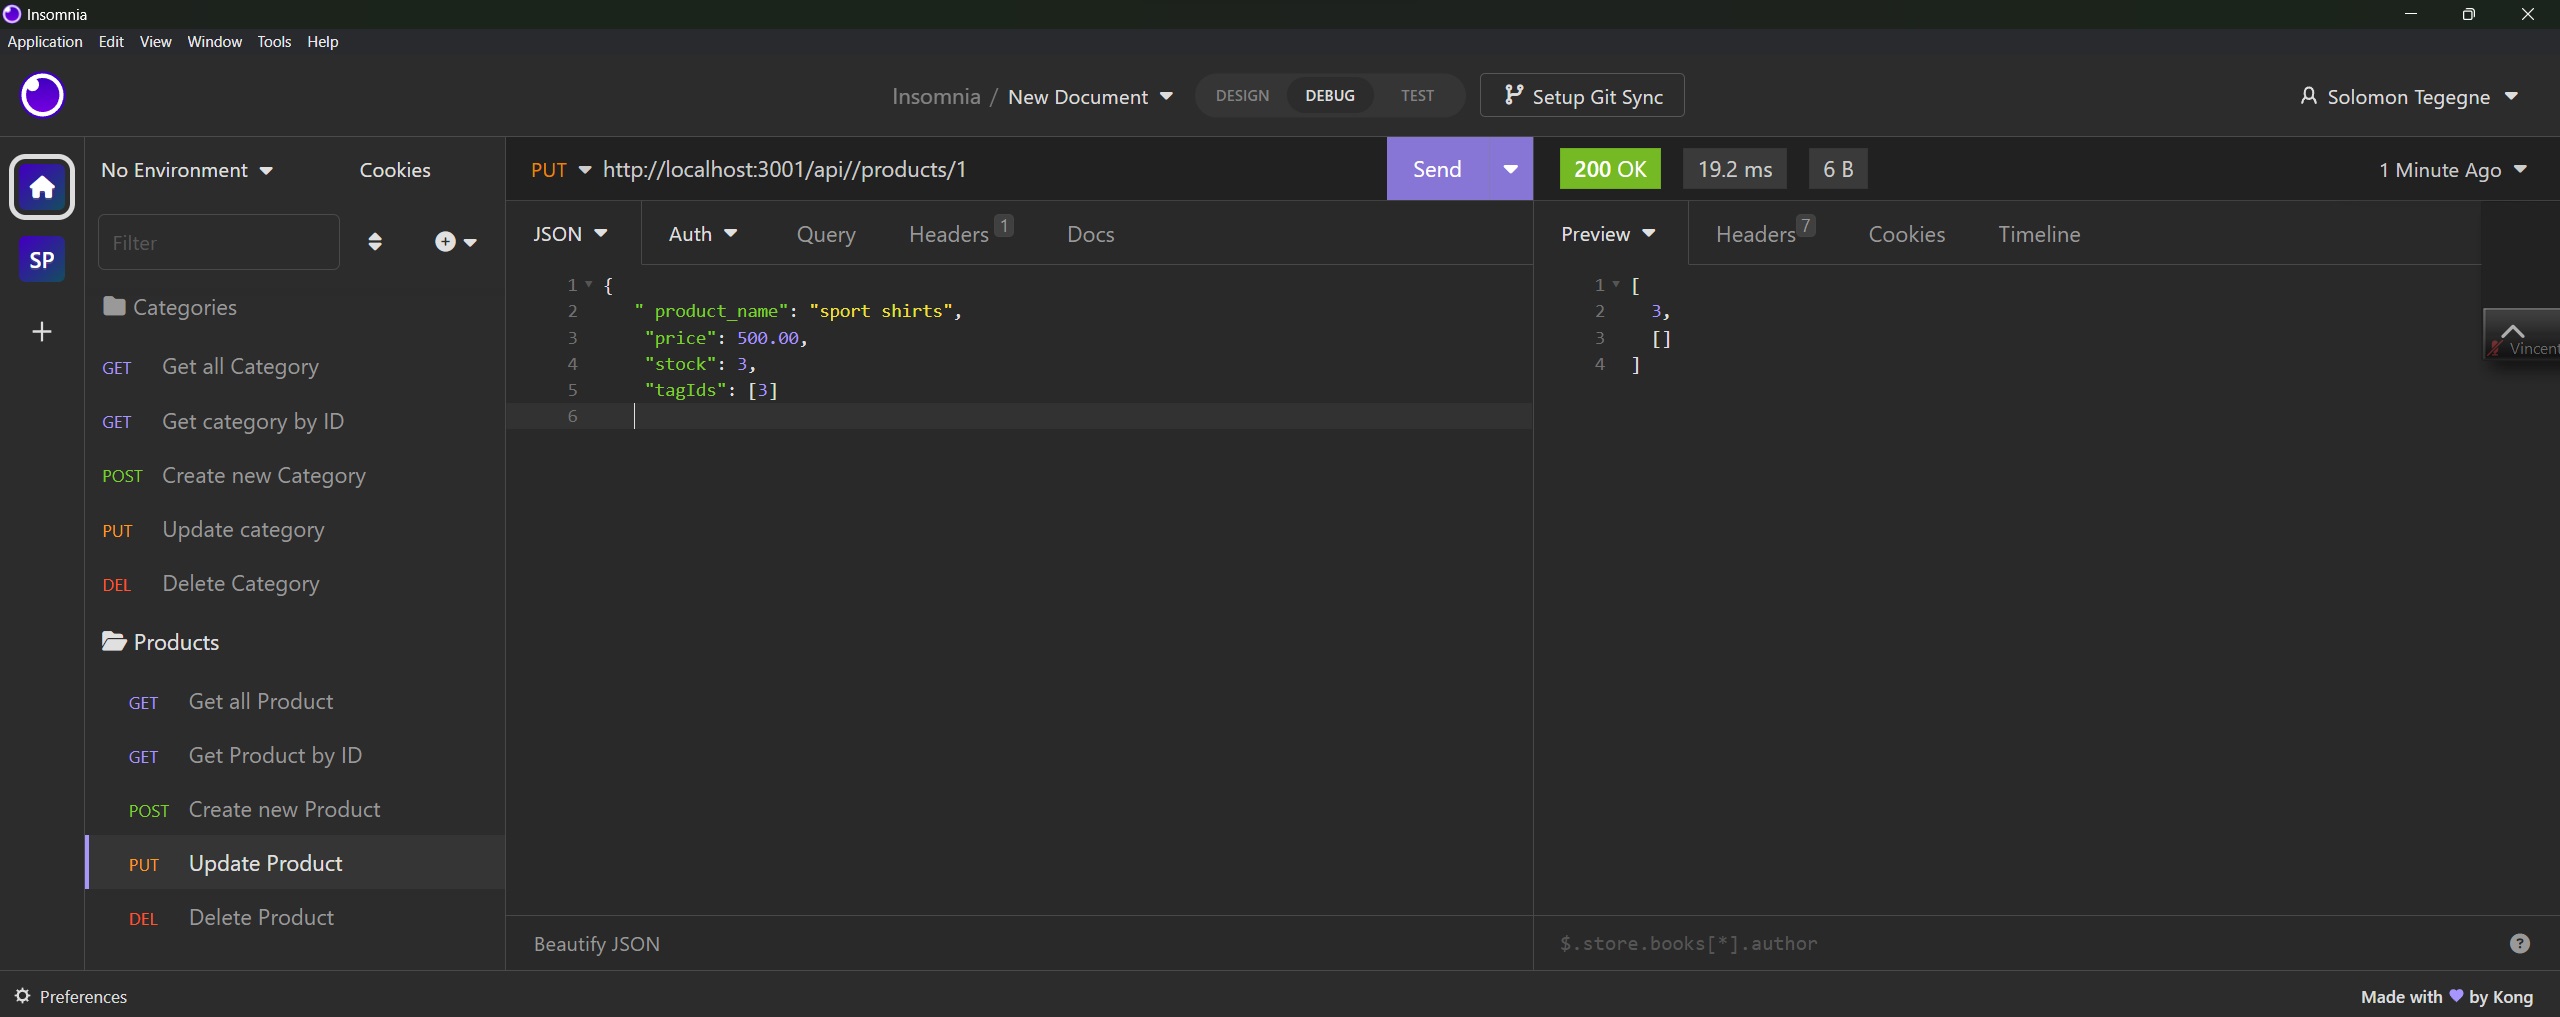 Insomnia
Application Edit View Window Tools Help
Insomnia / New Document DESIGN DEBUG TEST Setup Git Sync Solomon Tegegne
No Environment Cookies
PUT http://localhost:3001/api//products/1 Send
200 OK 19.2 ms 6 B 1 Minute Ago
Filter
SP
JSON Auth Query Headers 1 Docs
Preview Headers 7 Cookies Timeline
Categories
GET Get all Category
GET Get category by ID
POST Create new Category
PUT Update category
DEL Delete Category
Products
GET Get all Product
GET Get Product by ID
POST Create new Product
PUT Update Product
DEL Delete Product
1 {
2 " product_name": "sport shirts",
3 "price": 500.00,
4 "stock": 3,
5 "tagIds": [3]
6
1 [
2 3,
3 []
4 ]
Vincent
Beautify JSON
$.store.books[*].author
?
Preferences
Made with 💜 by Kong